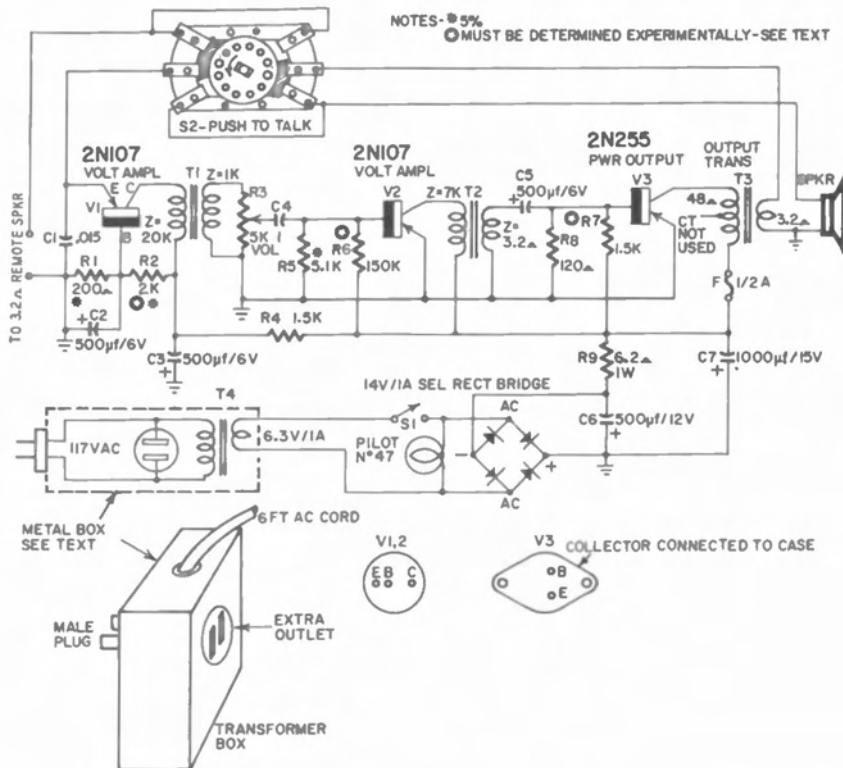 NOTES-✱5%
✪MUST BE DETERMINED EXPERIMENTALLY-SEE TEXT
S2-PUSH TO TALK
2N107
VOLT AMPL
E C
V1
B
Z=
20K
T1
Z=1K
R3
5K
VOL
C4
2N107
VOLT AMPL
V2
Z=7K
T2
Z=
3.2Ω
C5
500µf/6V
2N255
PWR OUTPUT
V3
OUTPUT
TRANS
T3
SPKR
48Ω
CT
NOT
USED
3.2Ω
C1
.015
R1
200Ω
✱
R2
2K
✪✱
+C2
500µf/6V
TO 3.2Ω REMOTE SPKR
R5
✱
5.1K
✪
R6
150K
R8
120Ω
✪
R7
1.5K
F
1/2A
R4 1.5K
C3
500µf/6V
+
R9
6.2Ω
1W
C7
1000µf/15V
+
C6
500µf/12V
+
14V/1A SEL RECT BRIDGE
AC
-
+
AC
S1
PILOT
Nº47
T4
117VAC
6.3V/1A
METAL BOX
SEE TEXT
6FT AC CORD
MALE
PLUG
EXTRA
OUTLET
TRANSFORMER
BOX
V1,2
E B C
V3
COLLECTOR CONNECTED TO CASE
B
E